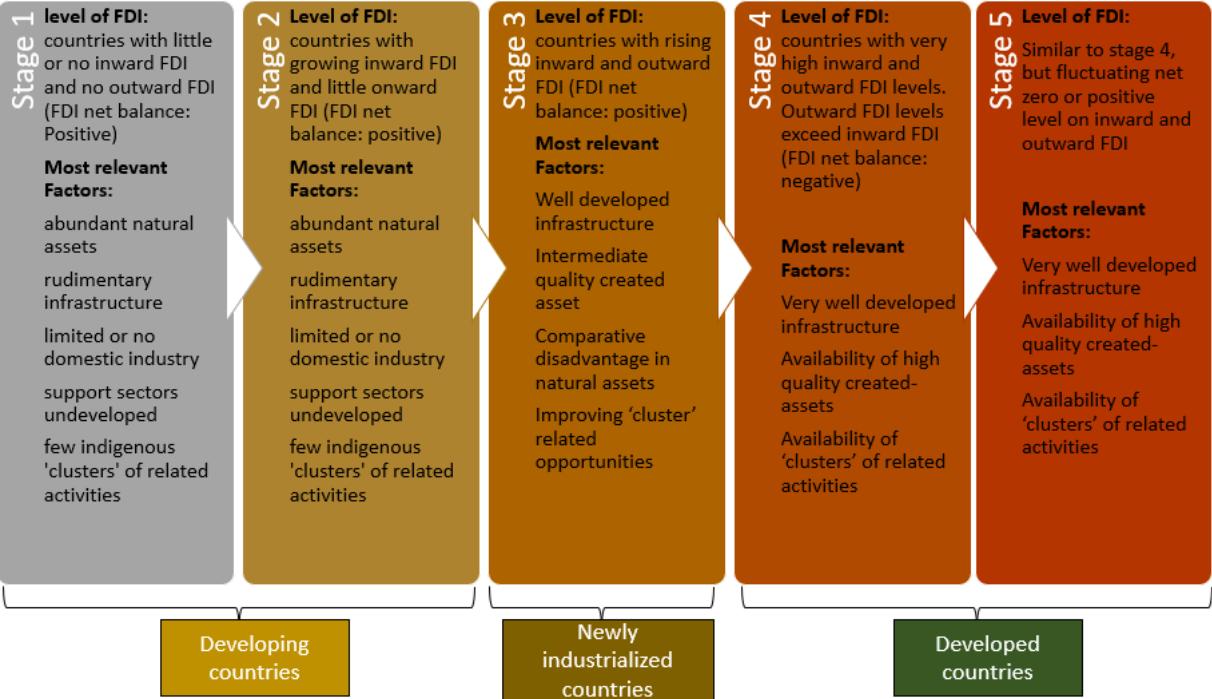 Stage 1
level of FDI:
countries with little
or no inward FDI
and no outward FDI
(FDI net balance:
Positive)
Most relevant
Factors:
abundant natural
assets
rudimentary
infrastructure
limited or no
domestic industry
support sectors
undeveloped
few indigenous
'clusters' of related
activities
Stage 2
Level of FDI:
countries with
growing inward FDI
and little onward
FDI (FDI net
balance: positive)
Most relevant
Factors:
abundant natural
assets
rudimentary
infrastructure
limited or no
domestic industry
support sectors
undeveloped
few indigenous
'clusters' of related
activities
Stage 3
Level of FDI:
countries with rising
inward and outward
FDI (FDI net
balance: positive)
Most relevant
Factors:
Well developed
infrastructure
Intermediate
quality created
asset
Comparative
disadvantage in
natural assets
Improving ‘cluster’
related
opportunities
Stage 4
Level of FDI:
countries with very
high inward and
outward FDI levels.
Outward FDI levels
exceed inward FDI
(FDI net balance:
negative)
Most relevant
Factors:
Very well developed
infrastructure
Availability of high
quality created-
assets
Availability of
‘clusters’ of related
activities
Stage 5
Level of FDI:
Similar to stage 4,
but fluctuating net
zero or positive
level on inward and
outward FDI
Most relevant
Factors:
Very well developed
infrastructure
Availability of high
quality created-
assets
Availability of
‘clusters’ of related
activities
Developing
countries
Newly
industrialized
countries
Developed
countries